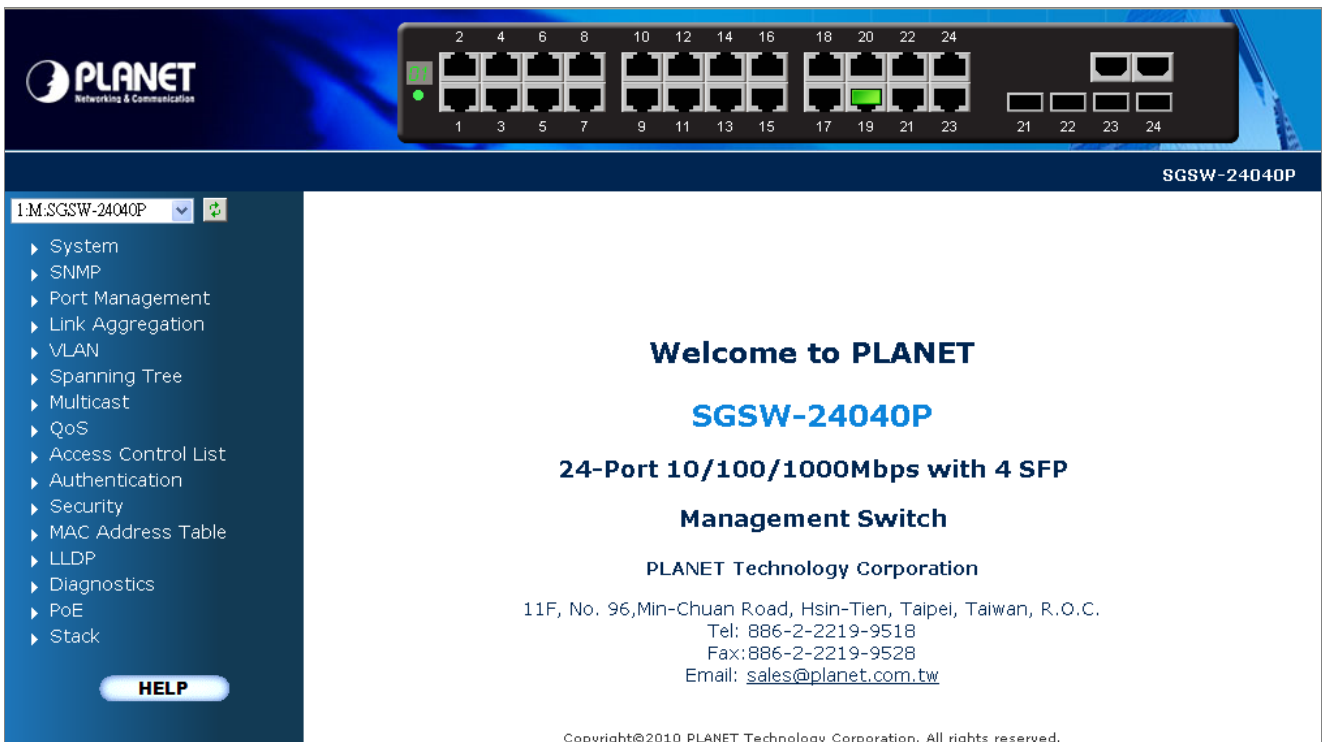 PLANET
Networking & Communication
2 4 6 8 10 12 14 16 18 20 22 24
01
1 3 5 7 9 11 13 15 17 19 21 23 21 22 23 24
SGSW-24040P
1:M:SGSW-24040P
System
SNMP
Port Management
Link Aggregation
VLAN
Spanning Tree
Multicast
QoS
Access Control List
Authentication
Security
MAC Address Table
LLDP
Diagnostics
PoE
Stack
HELP
Welcome to PLANET
SGSW-24040P
24-Port 10/100/1000Mbps with 4 SFP
Management Switch
PLANET Technology Corporation
11F, No. 96,Min-Chuan Road, Hsin-Tien, Taipei, Taiwan, R.O.C.
Tel: 886-2-2219-9518
Fax:886-2-2219-9528
Email: sales@planet.com.tw
Copyright©2010 PLANET Technology Corporation. All rights reserved.